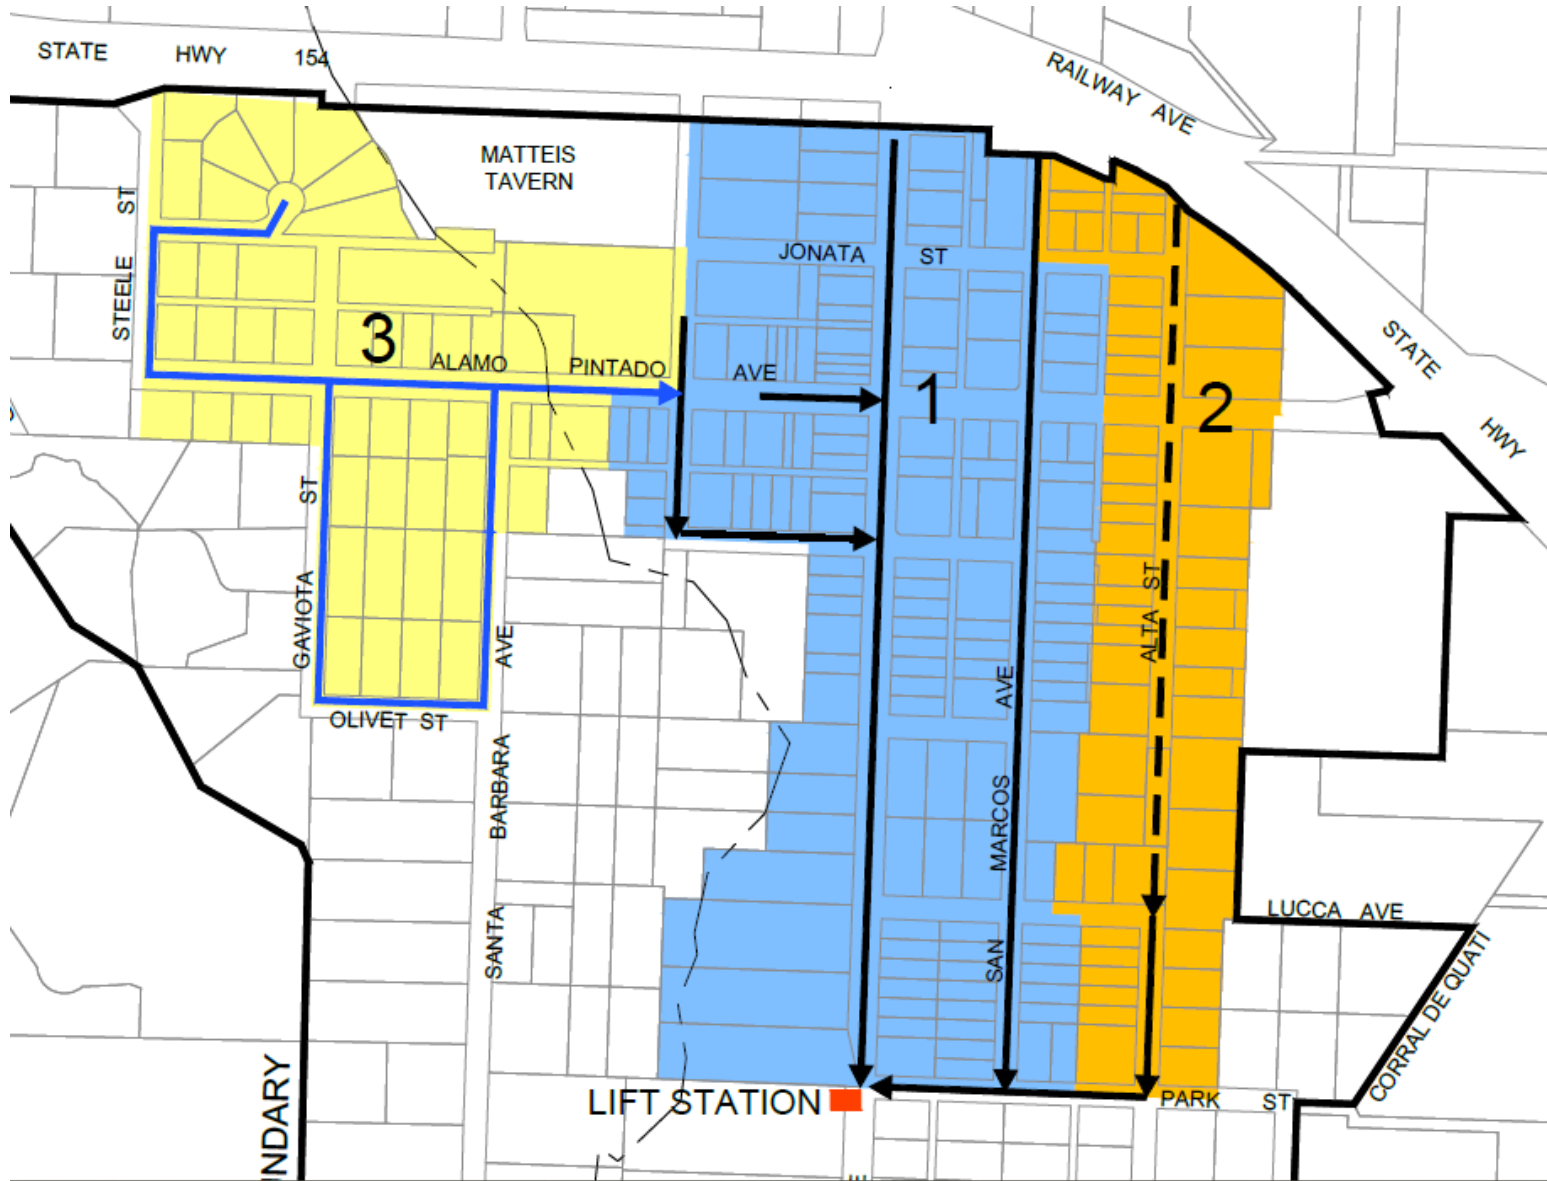 STATE HWY 154
RAILWAY AVE
MATTEIS
TAVERN
STEELE ST
JONATA ST
STATE HWY
3
ALAMO PINTADO AVE
1
2
GAVIOTA ST
ALTA ST
OLIVET ST
SANTA BARBARA AVE
SAN MARCOS AVE
LUCCA AVE
CORRAL DE QUATI
LIFT STATION
PARK ST
UNDARY